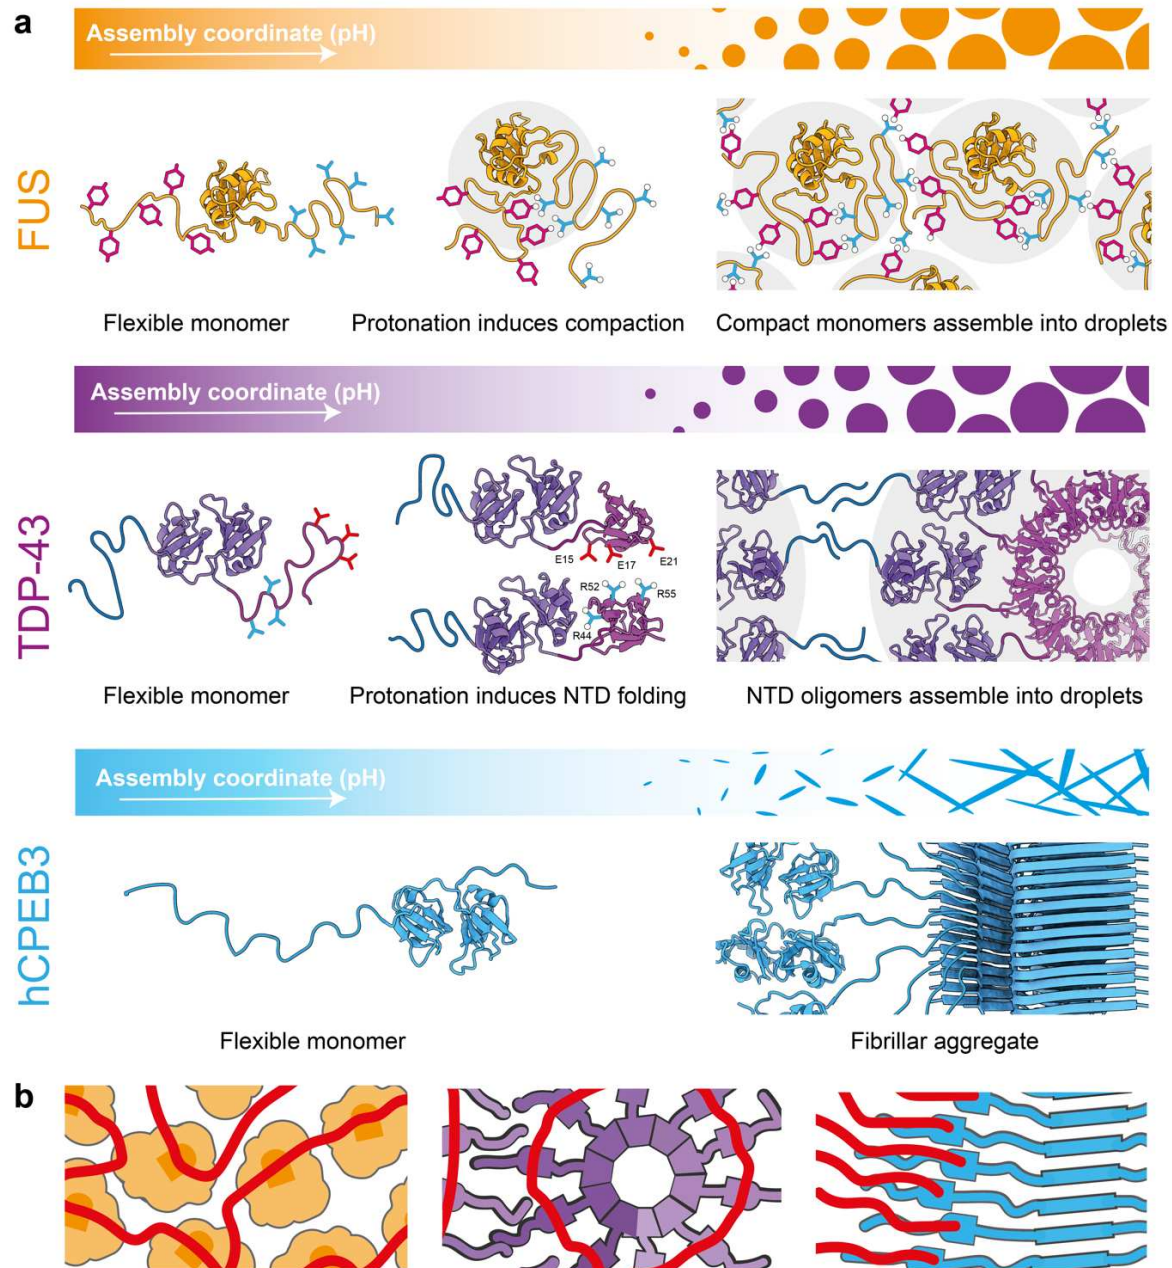 a
Assembly coordinate (pH)
FUS
Flexible monomer
Protonation induces compaction
Compact monomers assemble into droplets
Assembly coordinate (pH)
TDP-43
E15
E17
E21
R52
R55
R44
Flexible monomer
Protonation induces NTD folding
NTD oligomers assemble into droplets
Assembly coordinate (pH)
hCPEB3
Flexible monomer
Fibrillar aggregate
b